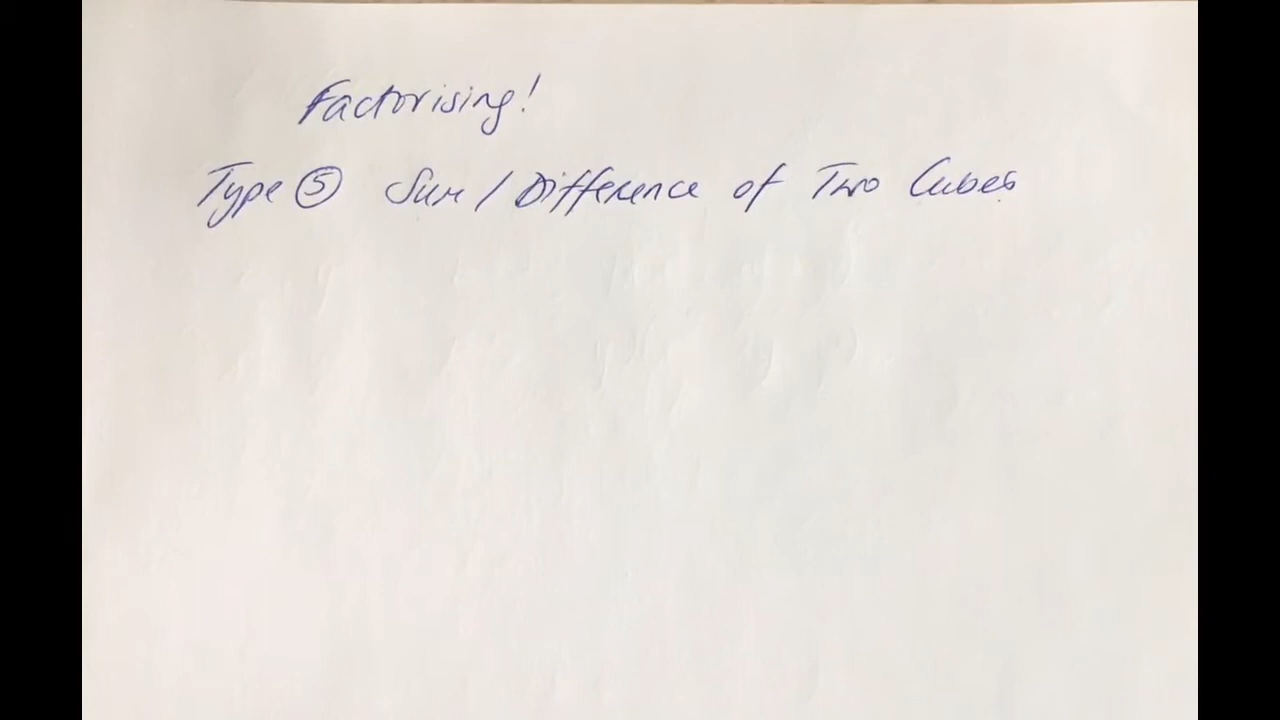 Factorising!
Type ⑤ Sum / Difference of Two Cubes